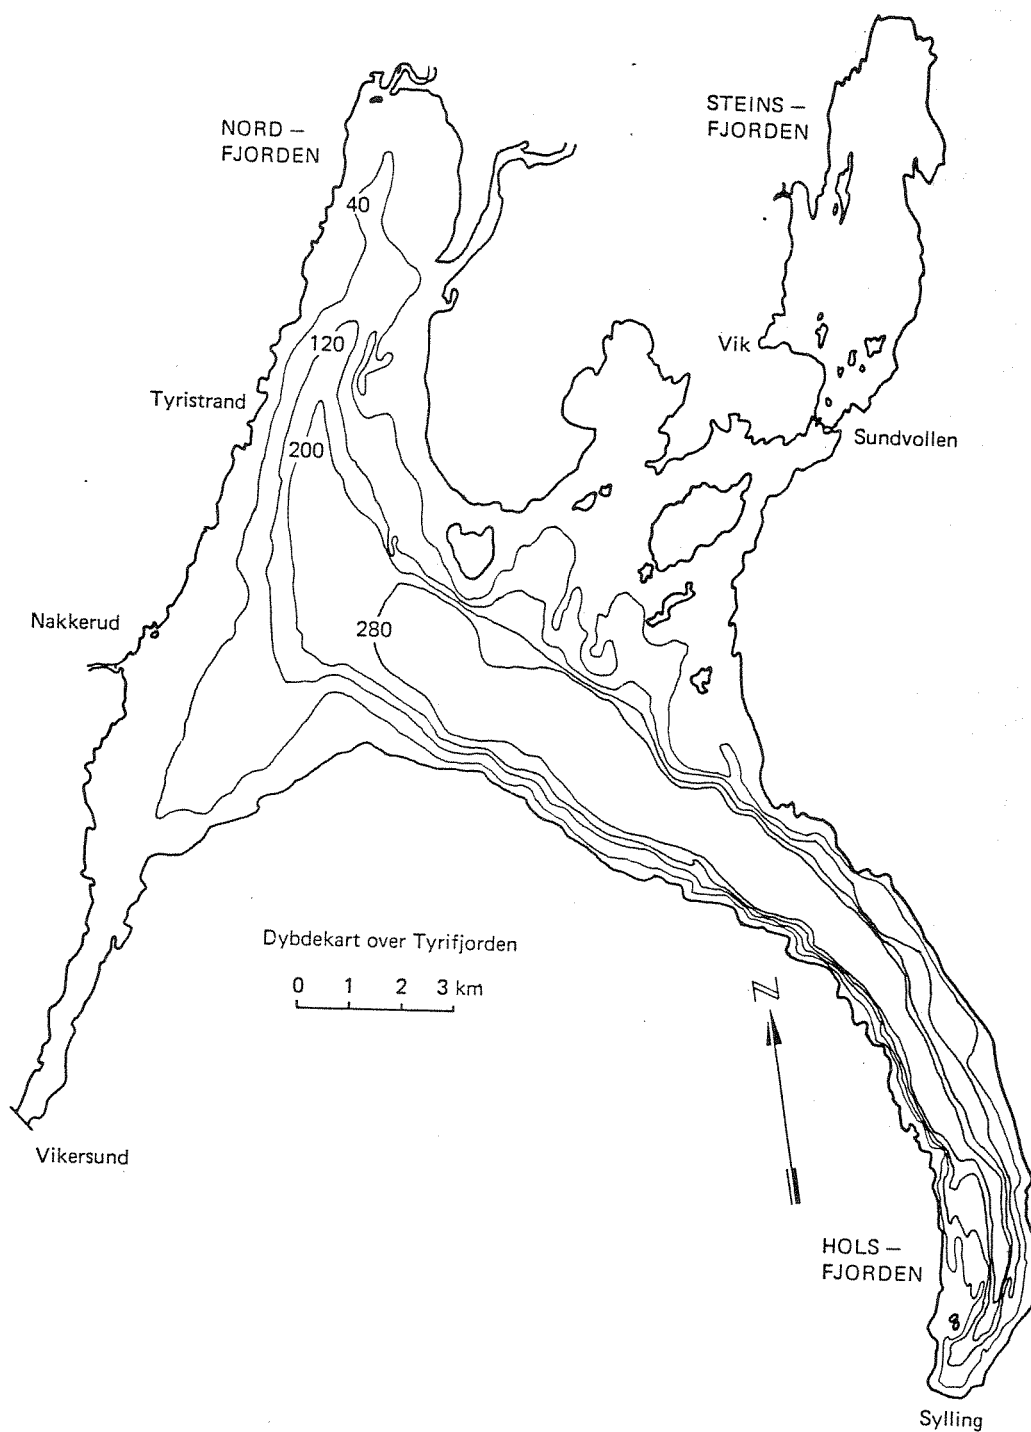 STEINS –
FJORDEN
NORD –
FJORDEN
40
120
Vik
Tyristrand
Sundvollen
200
Nakkerud
280
Dybdekart over Tyrifjorden
0 1 2 3 km
N
Vikersund
HOLS –
FJORDEN
Sylling